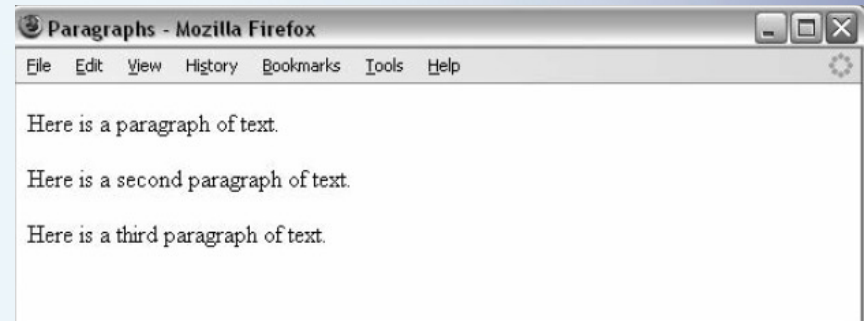 Paragraphs - Mozilla Firefox
File Edit View History Bookmarks Tools Help
Here is a paragraph of text.
Here is a second paragraph of text.
Here is a third paragraph of text.